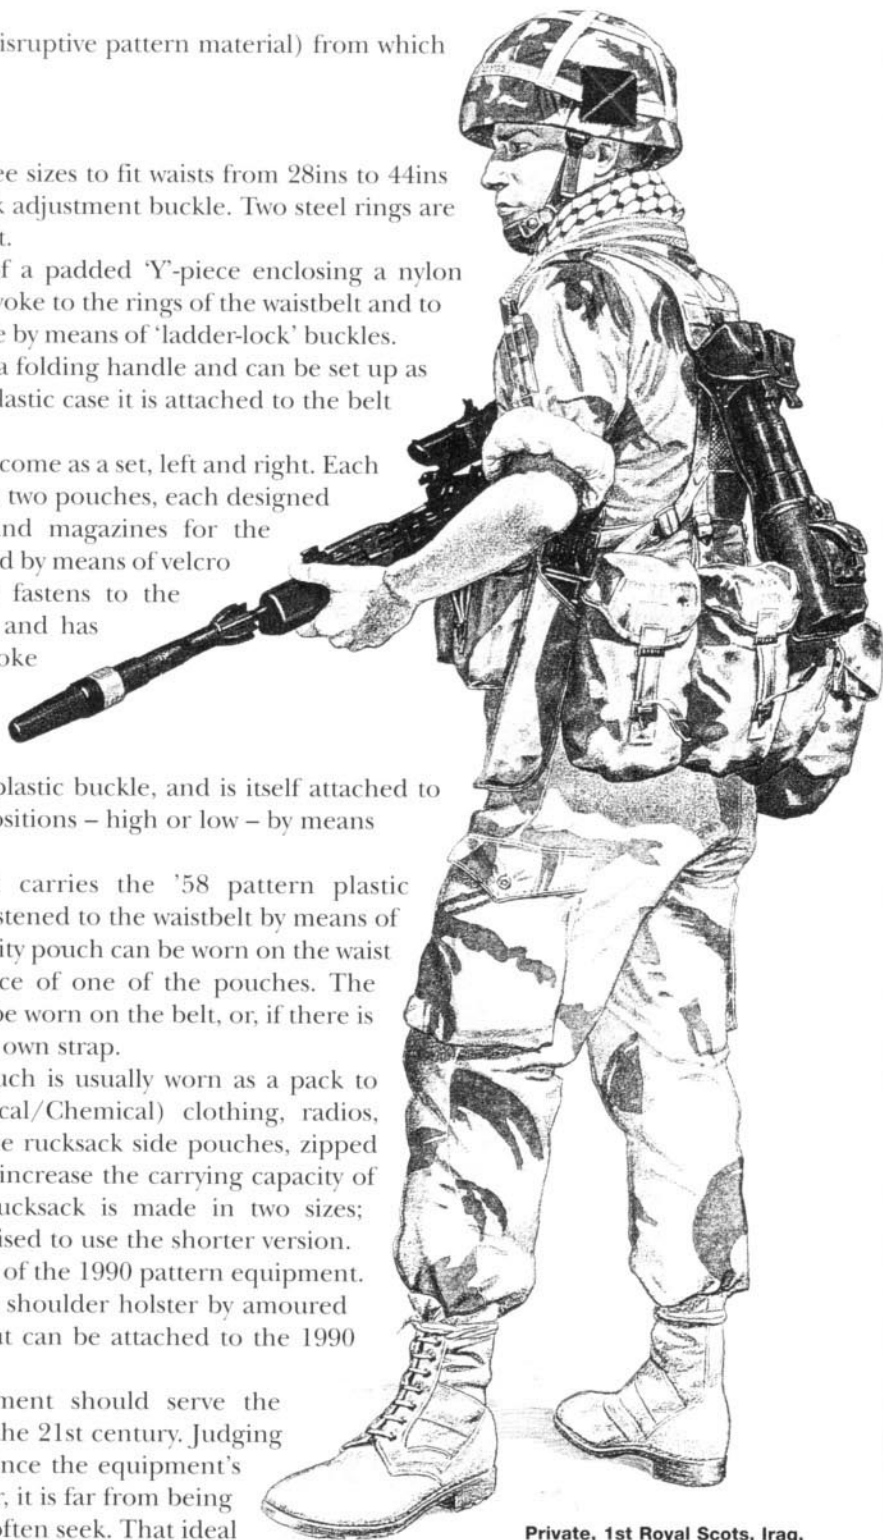 isruptive pattern material) from which
ee sizes to fit waists from 28ins to 44ins
k adjustment buckle. Two steel rings are
t.
f a padded ‘Y’-piece enclosing a nylon
yoke to the rings of the waistbelt and to
e by means of ‘ladder-lock’ buckles.
a folding handle and can be set up as
lastic case it is attached to the belt
come as a set, left and right. Each
two pouches, each designed
nd magazines for the
d by means of velcro
fastens to the
and has
oke
plastic buckle, and is itself attached to
ositions – high or low – by means
carries the ’58 pattern plastic
stened to the waistbelt by means of
ity pouch can be worn on the waist
ce of one of the pouches. The
be worn on the belt, or, if there is
own strap.
uch is usually worn as a pack to
cal/Chemical) clothing, radios,
e rucksack side pouches, zipped
increase the carrying capacity of
ucksack is made in two sizes;
ised to use the shorter version.
of the 1990 pattern equipment.
shoulder holster by amoured
ut can be attached to the 1990
ment should serve the
he 21st century. Judging
nce the equipment’s
r, it is far from being
often seek. That ideal
Private, 1st Royal Scots, Iraq.